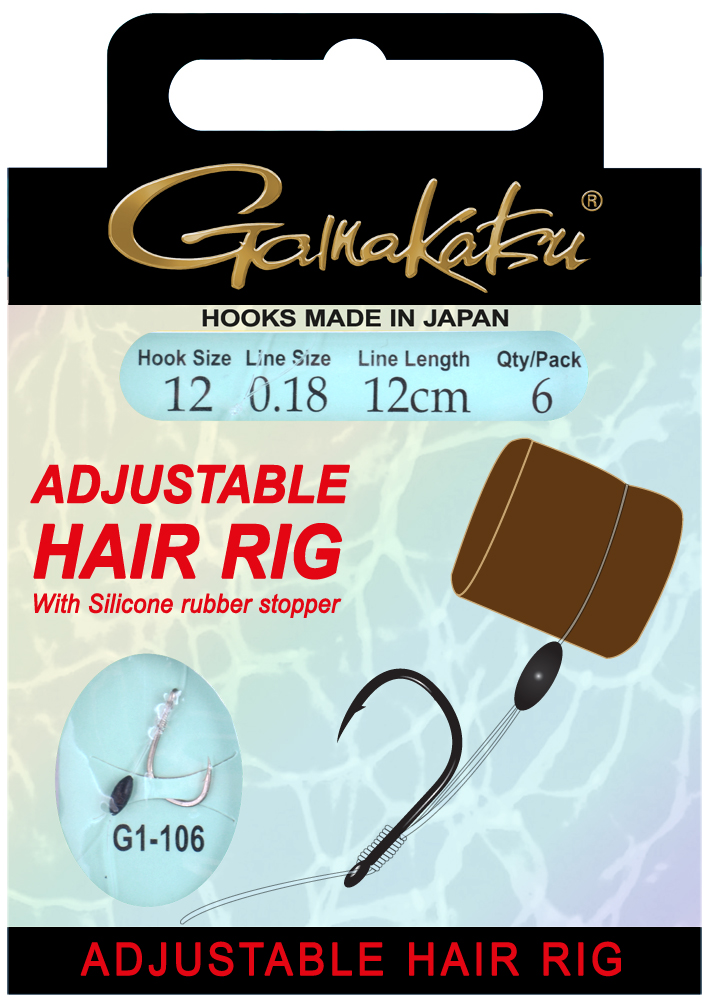 Gamakatsu®
HOOKS MADE IN JAPAN
Hook Size Line Size Line Length Qty/Pack
12 0.18 12cm 6
ADJUSTABLE
HAIR RIG
With Silicone rubber stopper
G1-106
ADJUSTABLE HAIR RIG